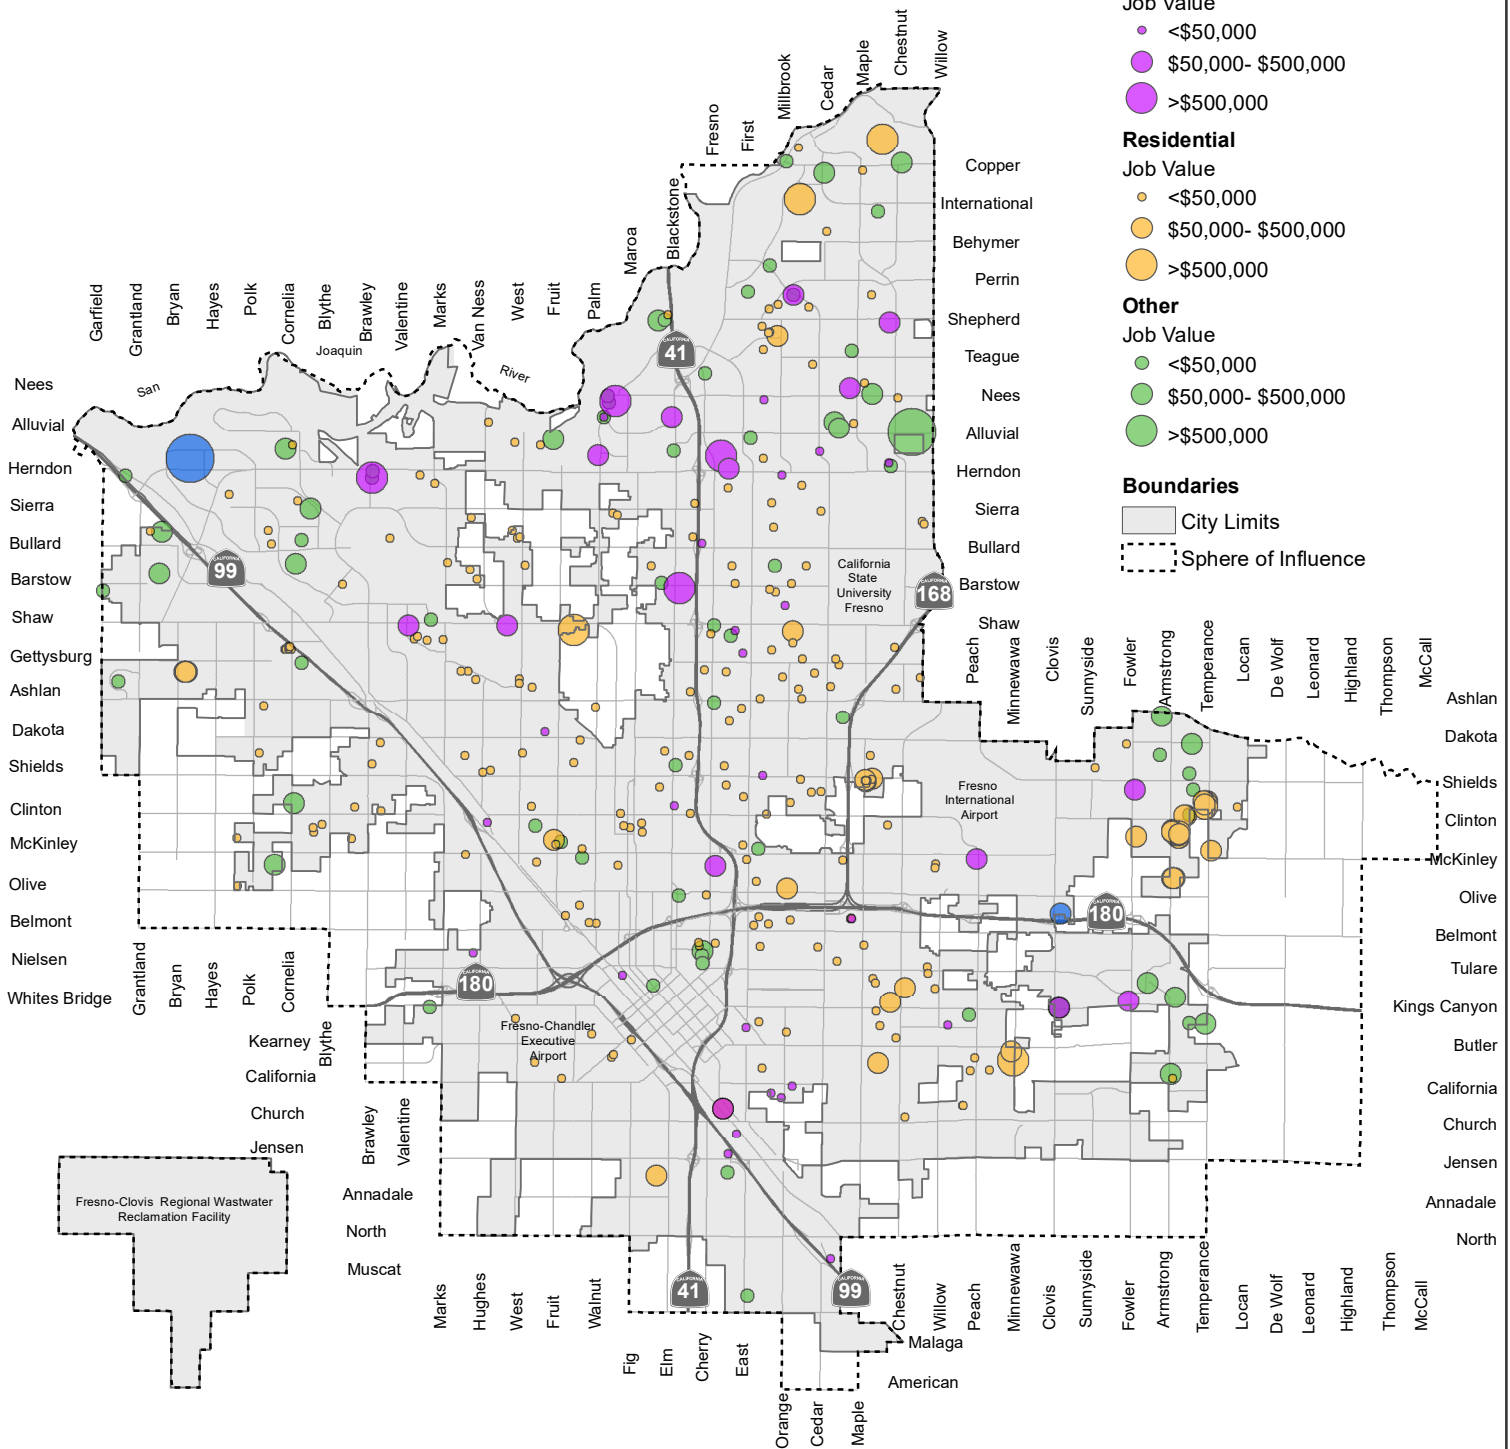 Job Value
<$50,000
$50,000- $500,000
>$500,000
Residential
Job Value
<$50,000
$50,000- $500,000
>$500,000
Other
Job Value
<$50,000
$50,000- $500,000
>$500,000
Boundaries
City Limits
Sphere of Influence
Fresno
First
Millbrook
Cedar
Maple
Chestnut
Willow
Copper
International
Behymer
Perrin
Shepherd
Teague
Nees
Alluvial
Herndon
Sierra
Bullard
Barstow
Shaw
Garfield
Grantland
Bryan
Hayes
Polk
Cornelia
Blythe
Brawley
Valentine
Marks
Van Ness
West
Fruit
Palm
Maroa
Blackstone
San
Joaquin
River
CALIFORNIA
41
Nees
Alluvial
Herndon
Sierra
Bullard
Barstow
Shaw
Gettysburg
Ashlan
Dakota
Shields
Clinton
McKinley
Olive
Belmont
Nielsen
Whites Bridge
CALIFORNIA
99
California
State
University
Fresno
CALIFORNIA
168
Peach
Minnewawa
Clovis
Sunnyside
Fowler
Armstrong
Temperance
Locan
De Wolf
Leonard
Highland
Thompson
McCall
Ashlan
Dakota
Shields
Clinton
McKinley
Olive
Belmont
Tulare
Kings Canyon
Butler
California
Church
Jensen
Annadale
North
Fresno
International
Airport
CALIFORNIA
180
CALIFORNIA
180
Grantland
Bryan
Hayes
Polk
Cornelia
Blythe
Kearney
California
Church
Jensen
Brawley
Valentine
Annadale
North
Muscat
Fresno-Chandler
Executive
Airport
Fresno-Clovis Regional Wastwater
Reclamation Facility
Marks
Hughes
West
Fruit
Walnut
Fig
Elm
Cherry
East
Orange
Cedar
Maple
CALIFORNIA
41
CALIFORNIA
99
Chestnut
Willow
Peach
Minnewawa
Clovis
Sunnyside
Fowler
Armstrong
Temperance
Locan
De Wolf
Leonard
Highland
Thompson
McCall
Malaga
American